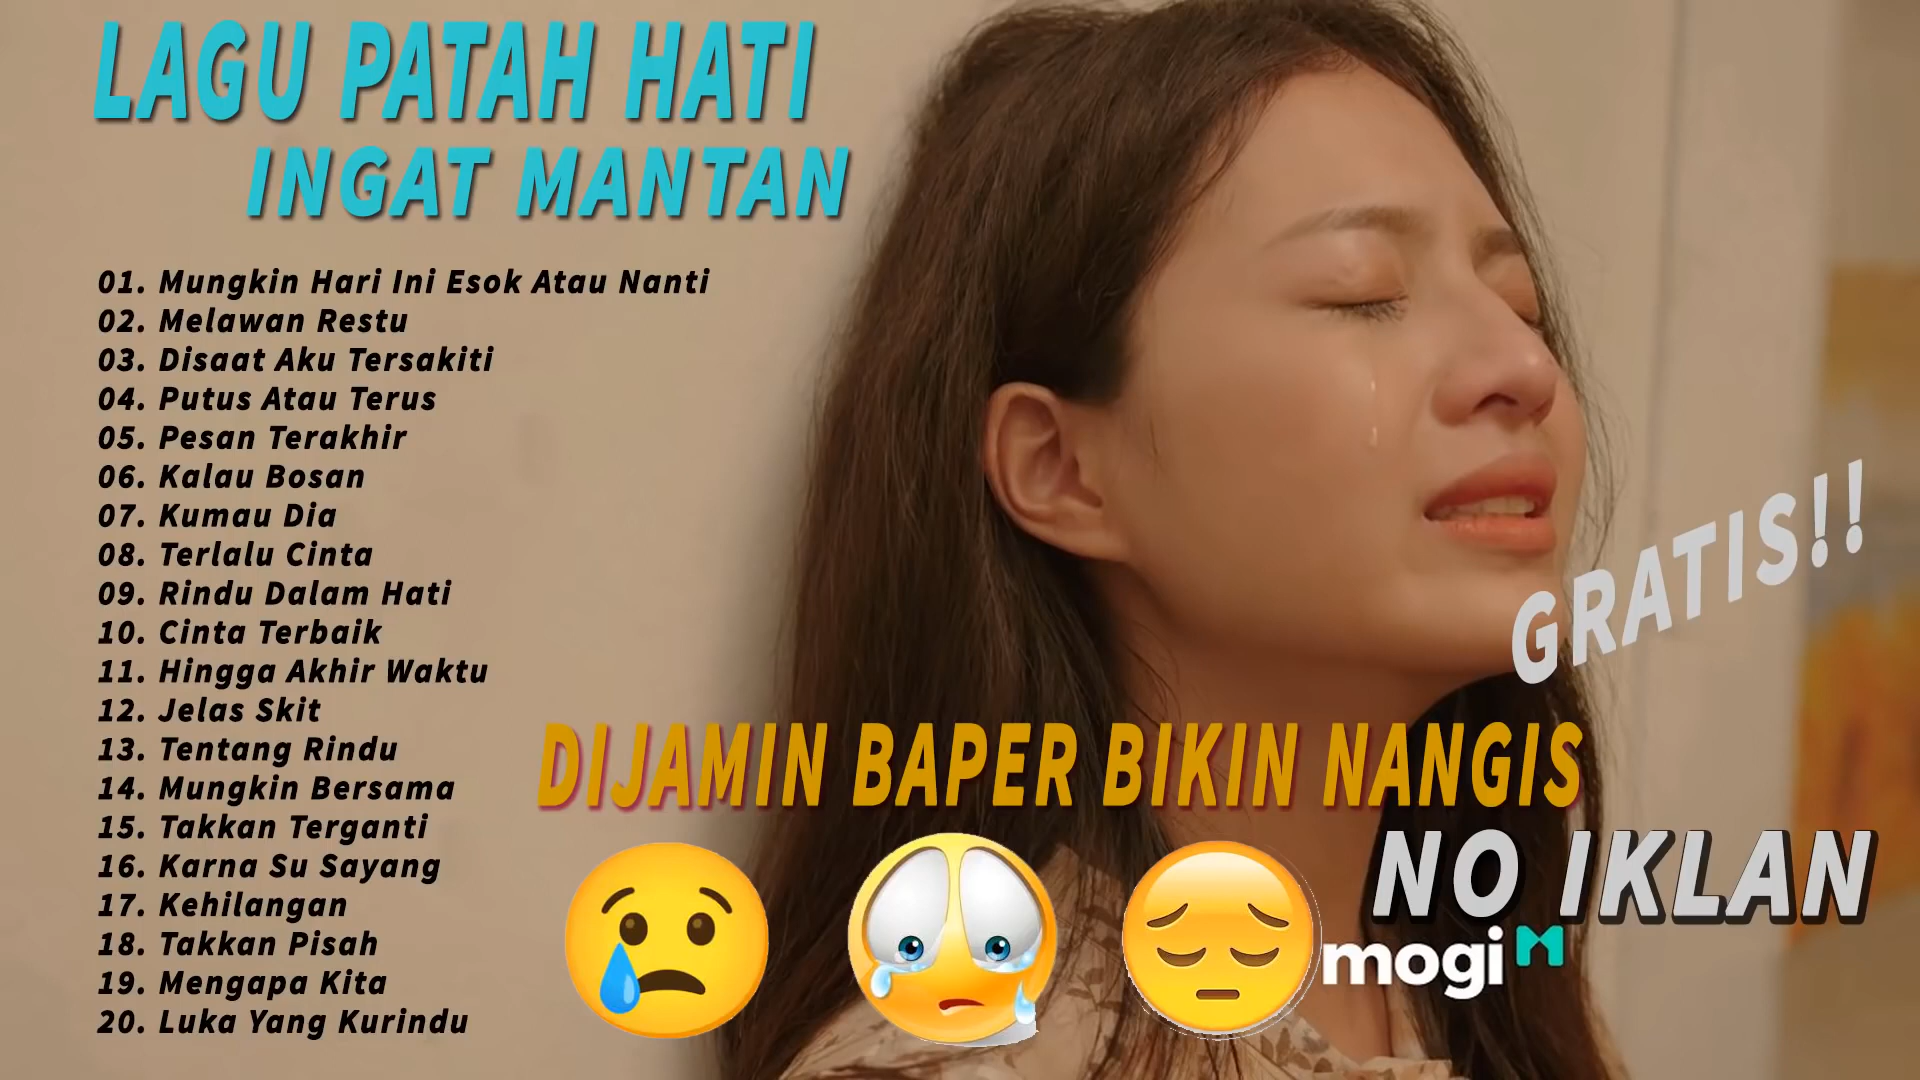 LAGU PATAH HATI
INGAT MANTAN
01. Mungkin Hari Ini Esok Atau Nanti
02. Melawan Restu
03. Disaat Aku Tersakiti
04. Putus Atau Terus
05. Pesan Terakhir
06. Kalau Bosan
07. Kumau Dia
08. Terlalu Cinta
09. Rindu Dalam Hati
10. Cinta Terbaik
11. Hingga Akhir Waktu
12. Jelas Skit
13. Tentang Rindu
14. Mungkin Bersama
15. Takkan Terganti
16. Karna Su Sayang
17. Kehilangan
18. Takkan Pisah
19. Mengapa Kita
20. Luka Yang Kurindu
GRATIS!!
DIJAMIN BAPER BIKIN NANGIS
NO IKLAN
mogi